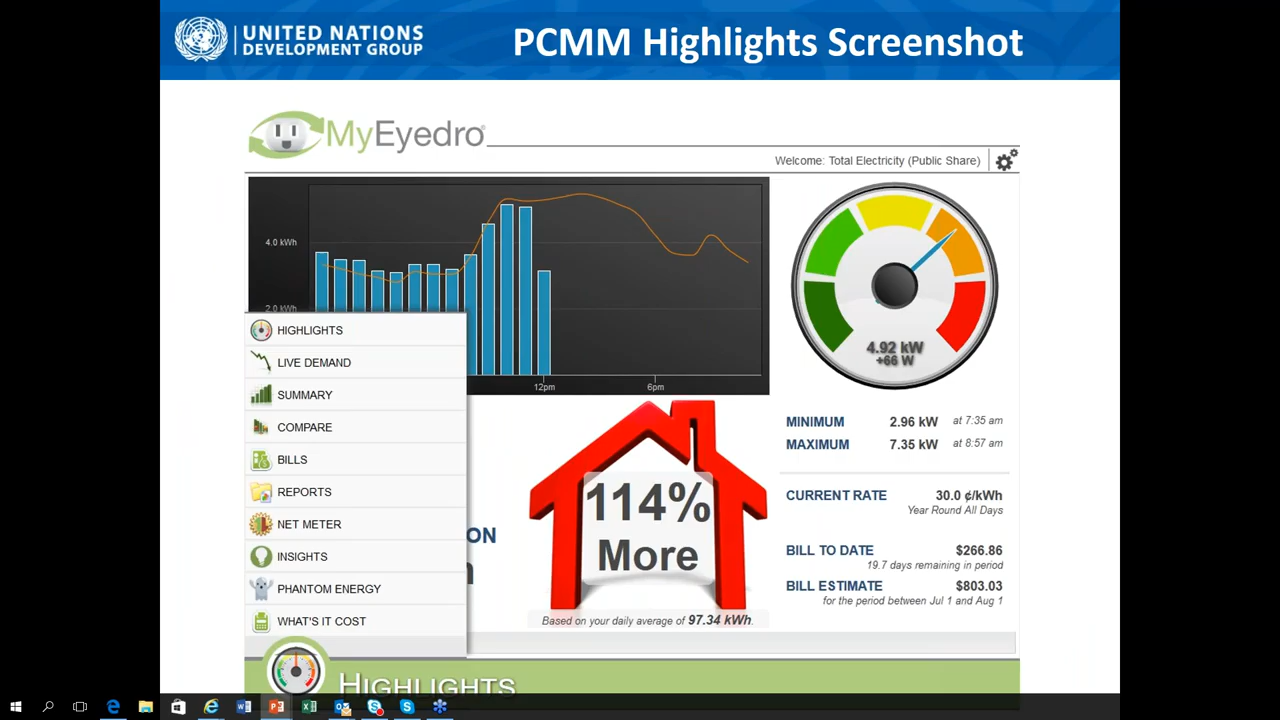 UNITED NATIONS
DEVELOPMENT GROUP
PCMM Highlights Screenshot
MyEyedro®
Welcome: Total Electricity (Public Share)
4.0 kWh
2.0 kWh
12pm
6pm
4.92 kW
+66 W
HIGHLIGHTS
LIVE DEMAND
SUMMARY
COMPARE
BILLS
REPORTS
NET METER
INSIGHTS
PHANTOM ENERGY
WHAT'S IT COST
ON
114%
More
Based on your daily average of 97.34 kWh.
MINIMUM 2.96 kW at 7:35 am
MAXIMUM 7.35 kW at 8:57 am
CURRENT RATE 30.0 ¢/kWh
Year Round All Days
BILL TO DATE $266.86
19.7 days remaining in period
BILL ESTIMATE $803.03
for the period between Jul 1 and Aug 1
HIGHLIGHTS